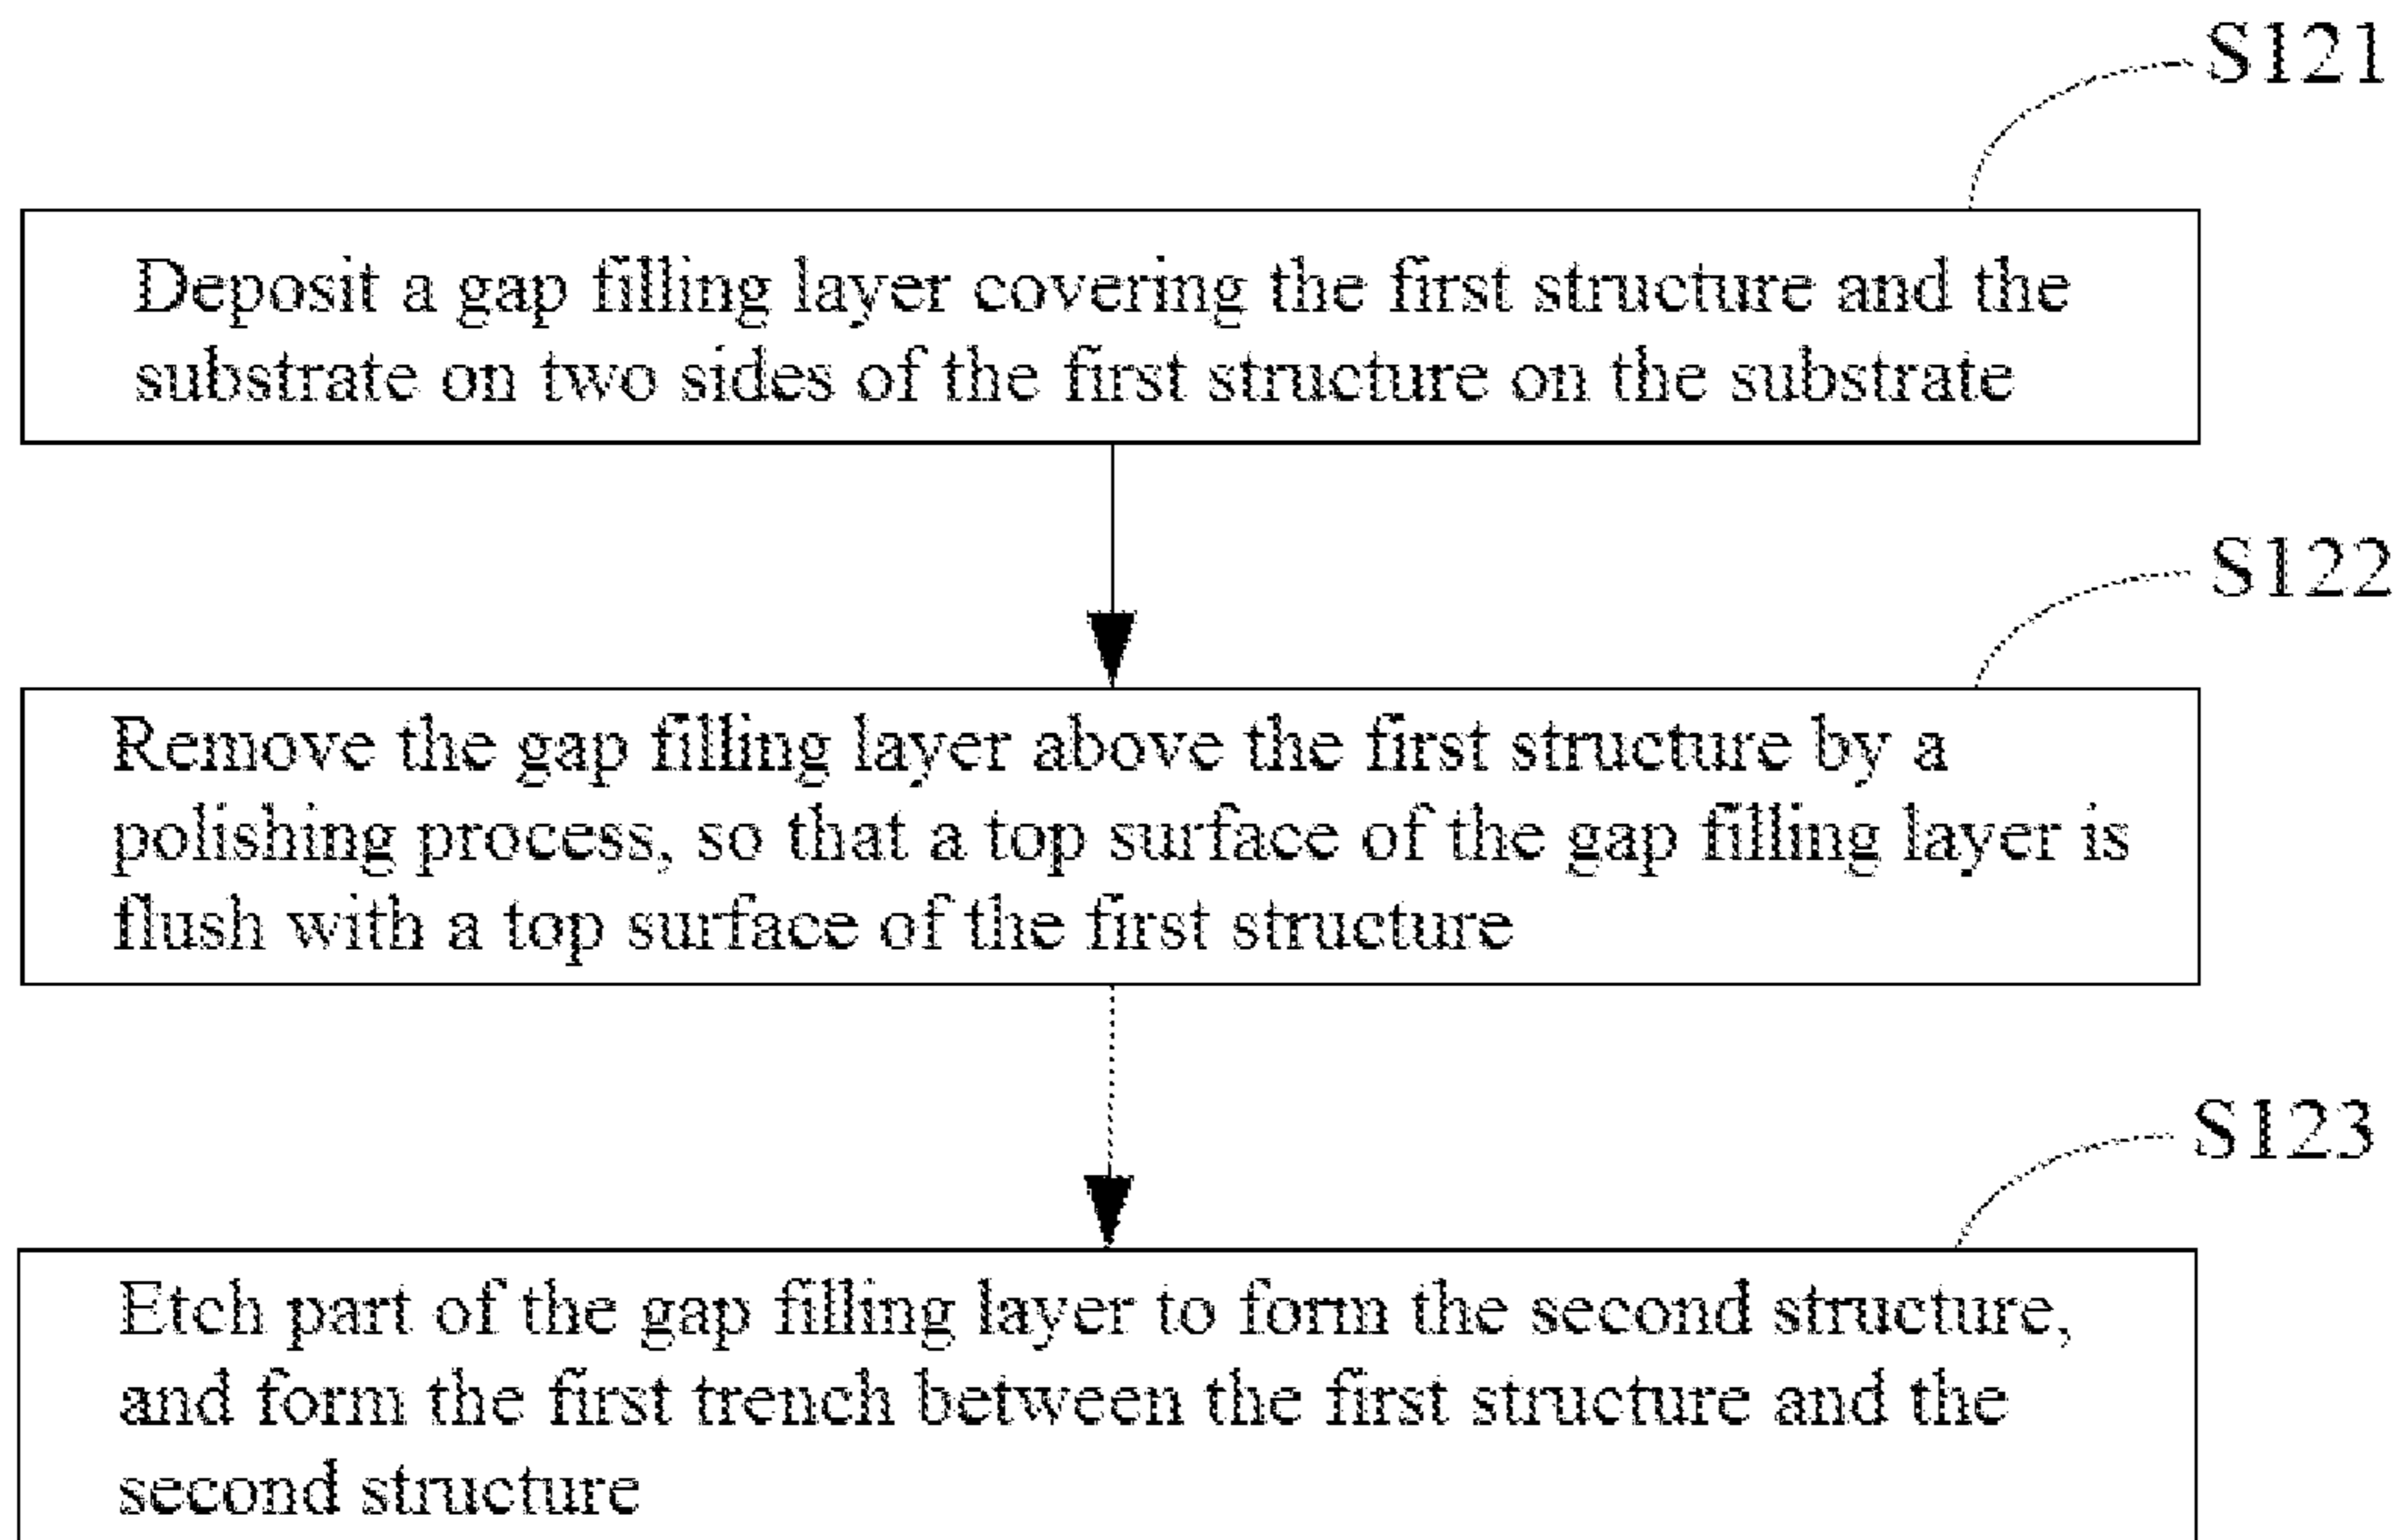 S121
Deposit a gap filling layer covering the first structure and the
substrate on two sides of the first structure on the substrate
S122
Remove the gap filling layer above the first structure by a
polishing process, so that a top surface of the gap filling layer is
flush with a top surface of the first structure
S123
Etch part of the gap filling layer to form the second structure,
and form the first trench between the first structure and the
second structure